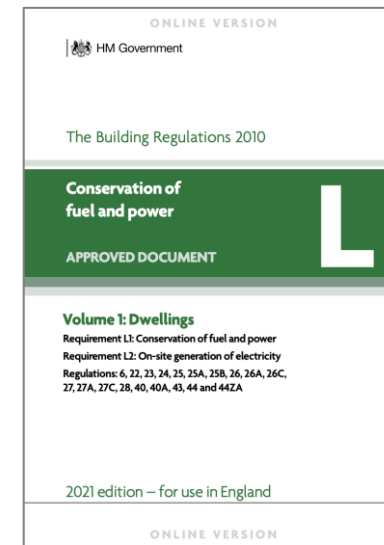 ONLINE VERSION
HM Government
The Building Regulations 2010
Conservation of
fuel and power
L
APPROVED DOCUMENT
Volume 1: Dwellings
Requirement L1: Conservation of fuel and power
Requirement L2: On-site generation of electricity
Regulations: 6, 22, 23, 24, 25, 25A, 25B, 26, 26A, 26C,
27, 27A, 27C, 28, 40, 40A, 43, 44 and 44ZA
2021 edition – for use in England
ONLINE VERSION